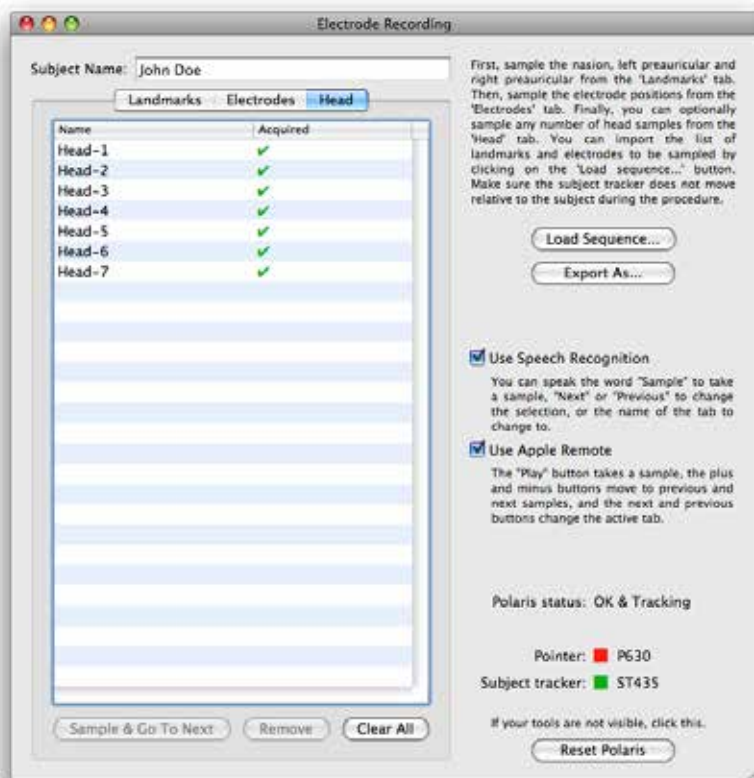 Electrode Recording
Subject Name: John Doe
Landmarks Electrodes Head
Name Acquired
Head-1
Head-2
Head-3
Head-4
Head-5
Head-6
Head-7
Sample & Go To Next Remove Clear All
First, sample the nasion, left preauricular and
right preauricular from the 'Landmarks' tab.
Then, sample the electrode positions from the
'Electrodes' tab. Finally, you can optionally
sample any number of head samples from the
'Head' tab. You can import the list of
landmarks and electrodes to be sampled by
clicking on the 'Load sequence...' button.
Make sure the subject tracker does not move
relative to the subject during the procedure.
Load Sequence...
Export As...
Use Speech Recognition
You can speak the word "Sample" to take
a sample, "Next" or "Previous" to change
the selection, or the name of the tab to
change to.
Use Apple Remote
The "Play" button takes a sample, the plus
and minus buttons move to previous and
next samples, and the next and previous
buttons change the active tab.
Polaris status: OK & Tracking
Pointer: P630
Subject tracker: ST435
If your tools are not visible, click this.
Reset Polaris